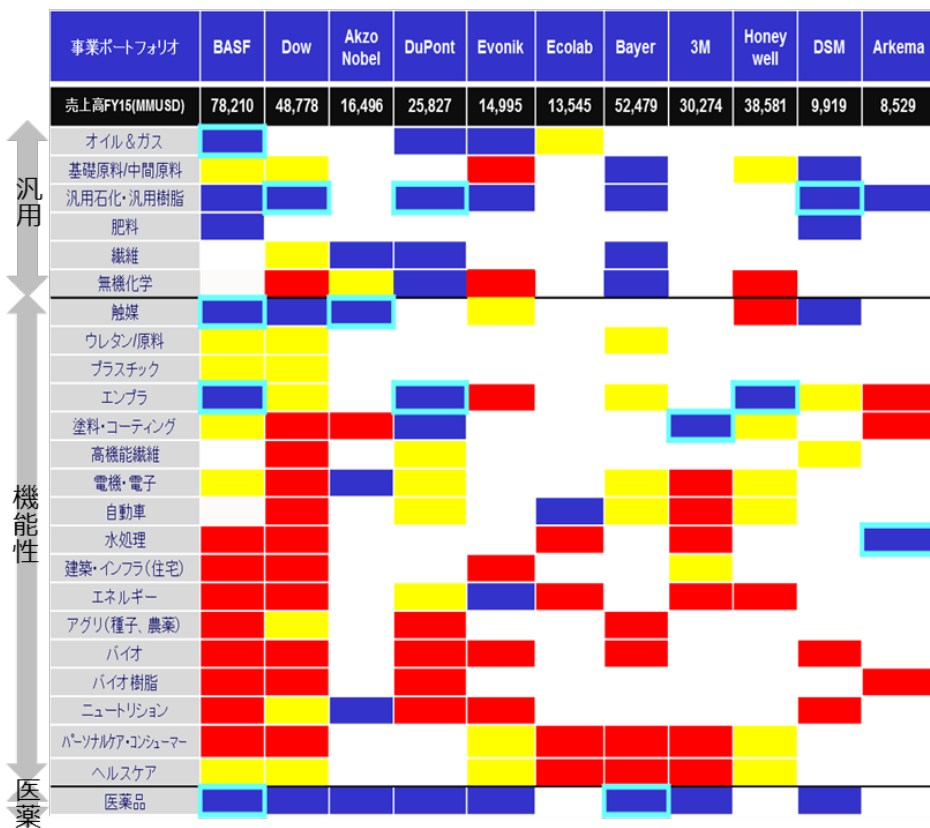 事業ポートフォリオ BASF Dow Akzo Nobel DuPont Evonik Ecolab Bayer 3M Honey well DSM Arkema
売上高FY15(MMUSD) 78,210 48,778 16,496 25,827 14,995 13,545 52,479 30,274 38,581 9,919 8,529
汎用
オイル＆ガス
基礎原料/中間原料
汎用石化・汎用樹脂
肥料
繊維
無機化学
機能性
触媒
ウレタン/原料
プラスチック
エンプラ
塗料・コーティング
高機能繊維
電機・電子
自動車
水処理
建築・インフラ(住宅)
エネルギー
アグリ(種子、農薬)
バイオ
バイオ樹脂
ニュートリション
パーソナルケア・コンシューマー
ヘルスケア
医薬
医薬品